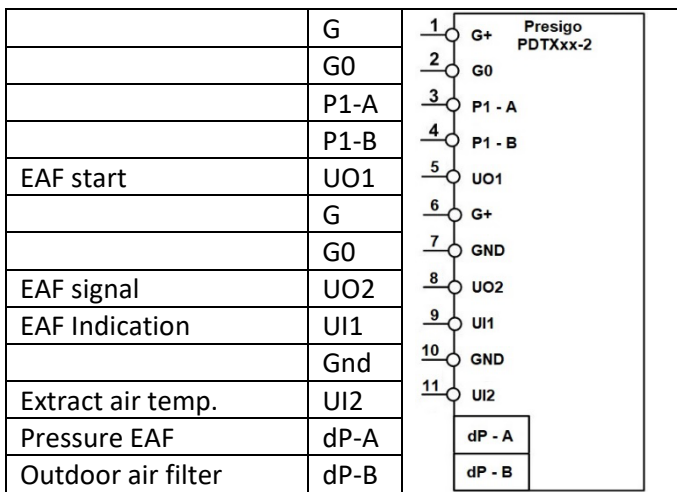 G
G0
P1-A
P1-B
EAF start UO1
G
G0
EAF signal UO2
EAF Indication UI1
Gnd
Extract air temp. UI2
Pressure EAF dP-A
Outdoor air filter dP-B
Presigo
PDTXxx-2
1 G+
2 G0
3 P1 - A
4 P1 - B
5 UO1
6 G+
7 GND
8 UO2
9 UI1
10 GND
11 UI2
dP - A
dP - B